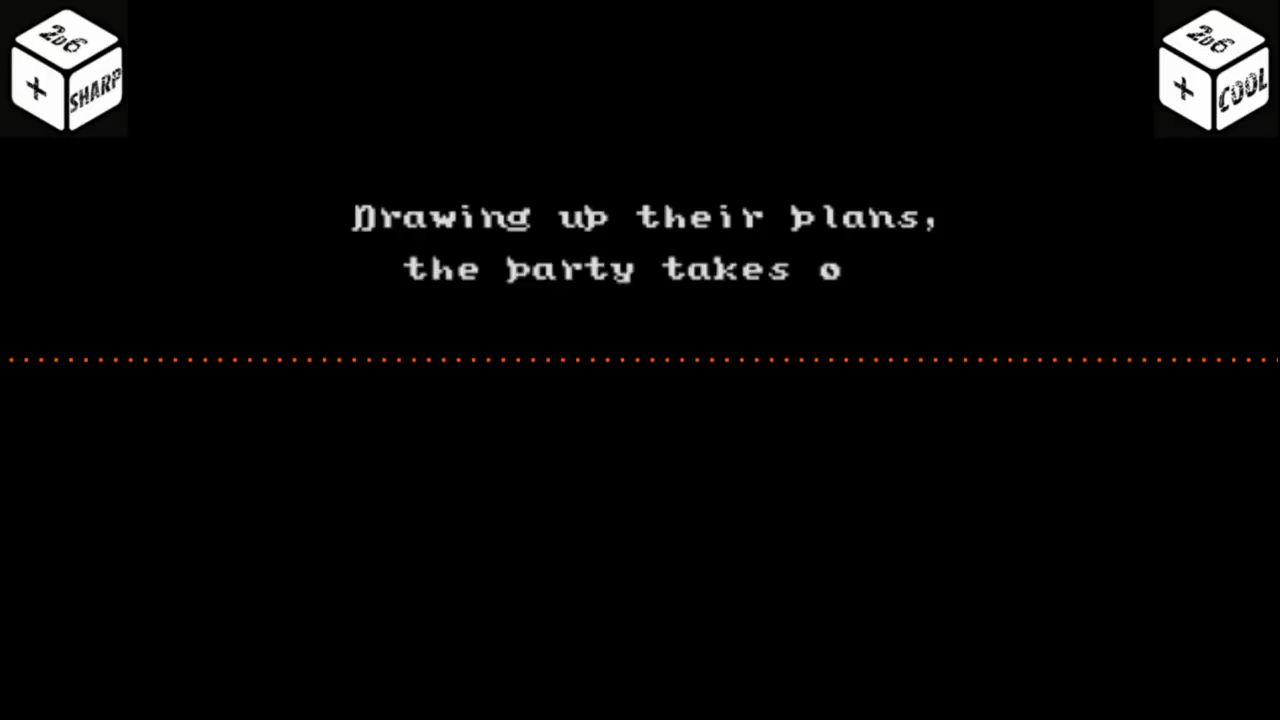 2D6
+
SHARP
2D6
+
COOL
Drawing up their plans,
the party takes o